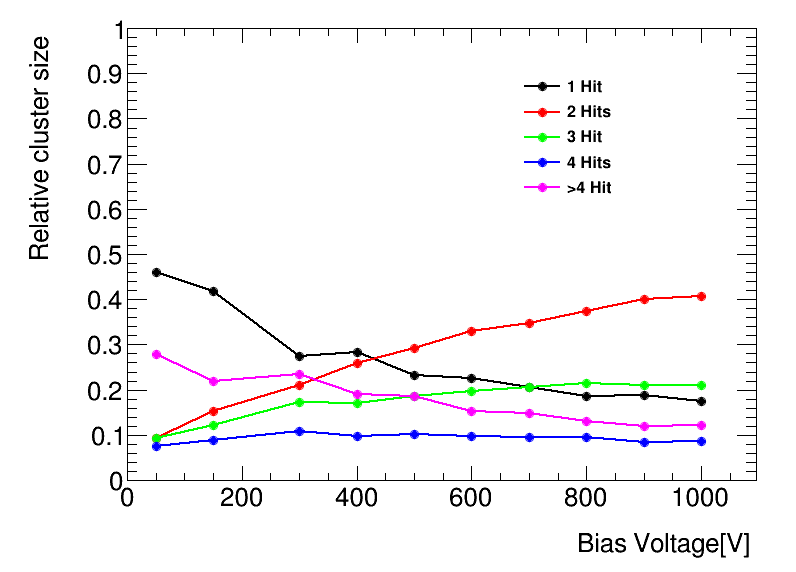 Relative cluster size
1
0.9
0.8
0.7
0.6
0.5
0.4
0.3
0.2
0.1
0
1 Hit
2 Hits
3 Hit
4 Hits
>4 Hit
0 200 400 600 800 1000
Bias Voltage[V]